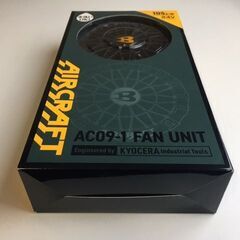 AIRCRAFT
B
AC09-1 FAN UNIT
Engineered by KYOCERA Industrial Tools